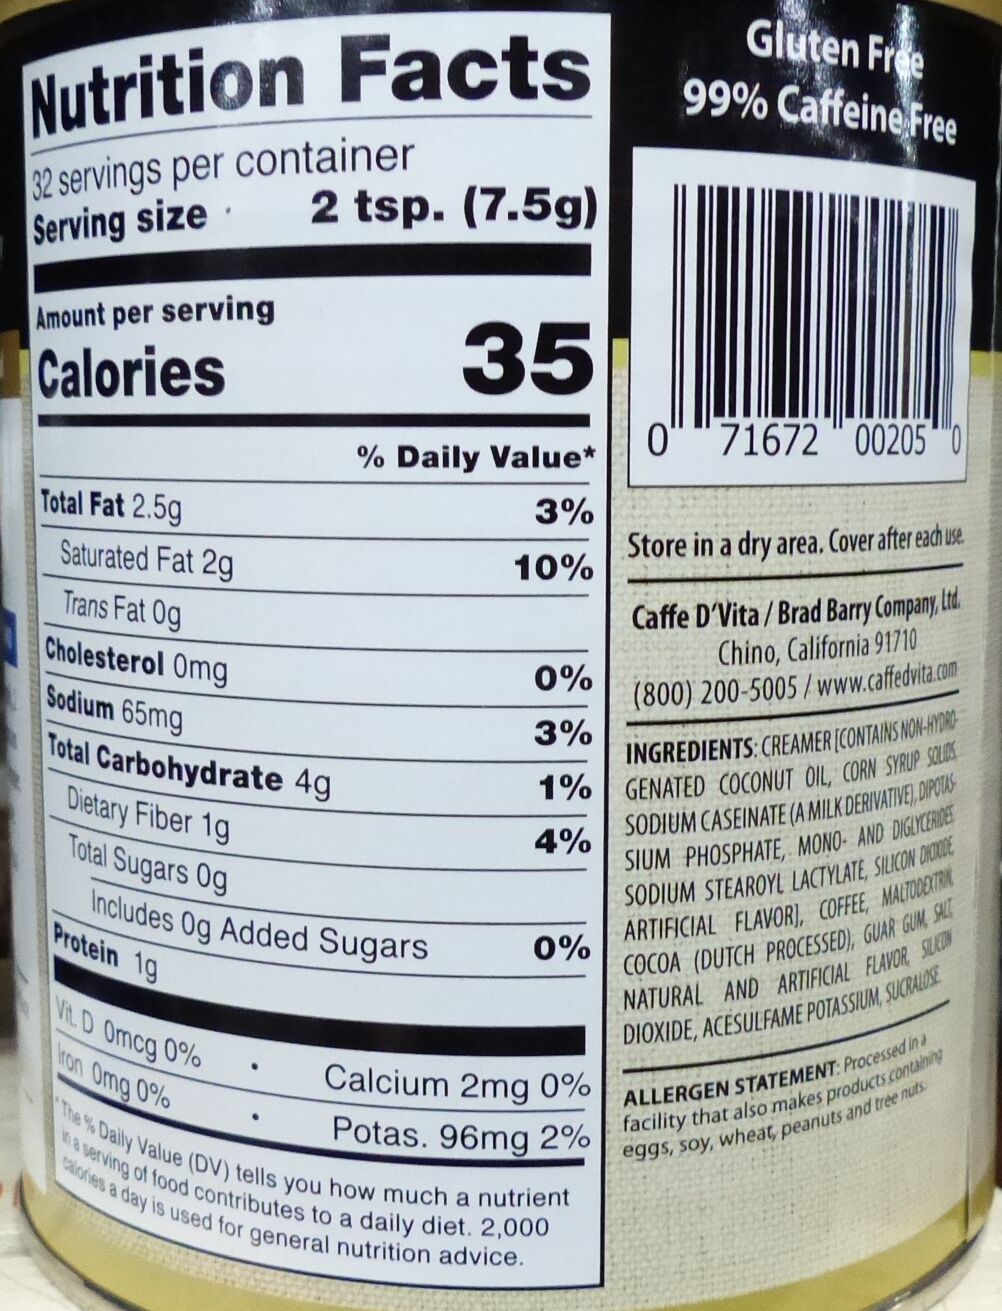 Nutrition Facts
32 servings per container
Serving size 2 tsp. (7.5g)
Amount per serving
Calories 35
% Daily Value*
Total Fat 2.5g 3%
Saturated Fat 2g 10%
Trans Fat 0g
Cholesterol 0mg 0%
Sodium 65mg 3%
Total Carbohydrate 4g 1%
Dietary Fiber 1g 4%
Total Sugars 0g
Includes 0g Added Sugars 0%
Protein 1g
Vit. D 0mcg 0% • Calcium 2mg 0%
Iron 0mg 0% • Potas. 96mg 2%
*The % Daily Value (DV) tells you how much a nutrient
in a serving of food contributes to a daily diet. 2,000
calories a day is used for general nutrition advice.
Gluten Free
99% Caffeine Free
0 71672 00205 0
Store in a dry area. Cover after each use.
Caffe D'Vita / Brad Barry Company, Ltd.
Chino, California 91710
(800) 200-5005 / www.caffedvita.com
INGREDIENTS: CREAMER [CONTAINS NON-HYDRO-
GENATED COCONUT OIL, CORN SYRUP SOLIDS,
SODIUM CASEINATE (A MILK DERIVATIVE), DIPOTAS-
SIUM PHOSPHATE, MONO- AND DIGLYCERIDES,
SODIUM STEAROYL LACTYLATE, SILICON DIOXIDE,
ARTIFICIAL FLAVOR], COFFEE, MALTODEXTRIN,
COCOA (DUTCH PROCESSED), GUAR GUM, SALT,
NATURAL AND ARTIFICIAL FLAVOR, SILICON
DIOXIDE, ACESULFAME POTASSIUM, SUCRALOSE.
ALLERGEN STATEMENT: Processed in a
facility that also makes products containing
eggs, soy, wheat, peanuts and tree nuts.